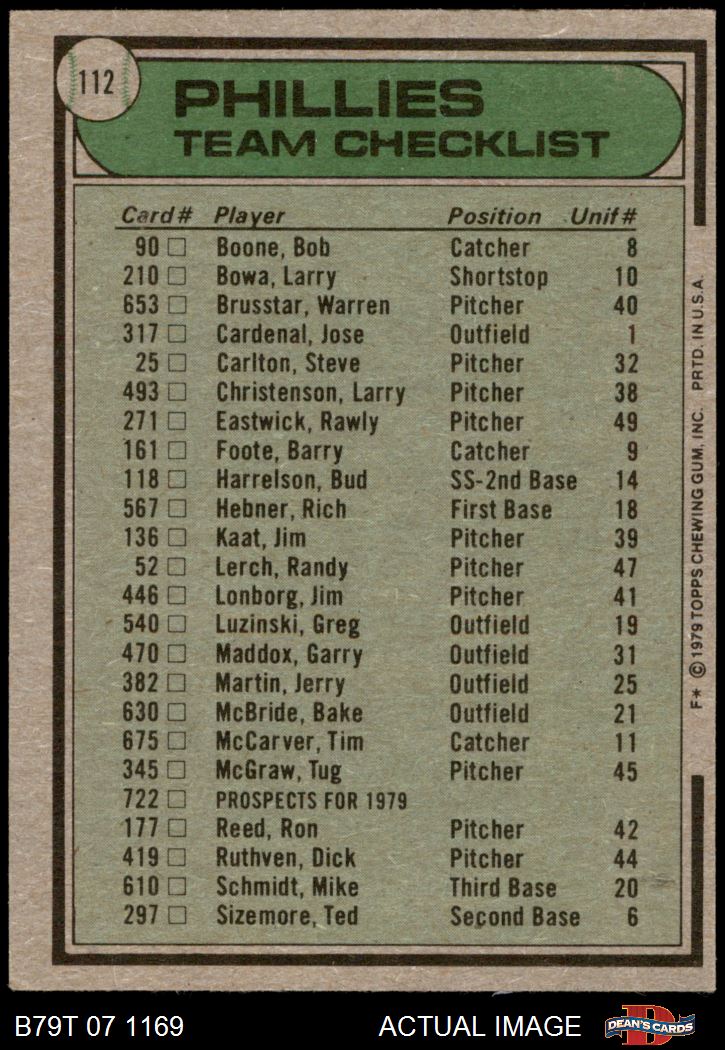 112
PHILLIES
TEAM CHECKLIST
Card # Player Position Unif #
90 □ Boone, Bob Catcher 8
210 □ Bowa, Larry Shortstop 10
653 □ Brusstar, Warren Pitcher 40
317 □ Cardenal, Jose Outfield 1
25 □ Carlton, Steve Pitcher 32
493 □ Christenson, Larry Pitcher 38
271 □ Eastwick, Rawly Pitcher 49
161 □ Foote, Barry Catcher 9
118 □ Harrelson, Bud SS-2nd Base 14
567 □ Hebner, Rich First Base 18
136 □ Kaat, Jim Pitcher 39
52 □ Lerch, Randy Pitcher 47
446 □ Lonborg, Jim Pitcher 41
540 □ Luzinski, Greg Outfield 19
470 □ Maddox, Garry Outfield 31
382 □ Martin, Jerry Outfield 25
630 □ McBride, Bake Outfield 21
675 □ McCarver, Tim Catcher 11
345 □ McGraw, Tug Pitcher 45
722 □ PROSPECTS FOR 1979
177 □ Reed, Ron Pitcher 42
419 □ Ruthven, Dick Pitcher 44
610 □ Schmidt, Mike Third Base 20
297 □ Sizemore, Ted Second Base 6
F* © 1979 TOPPS CHEWING GUM, INC. PRTD. IN U.S.A.
B79T 07 1169 ACTUAL IMAGE
D
DEAN'S CARDS